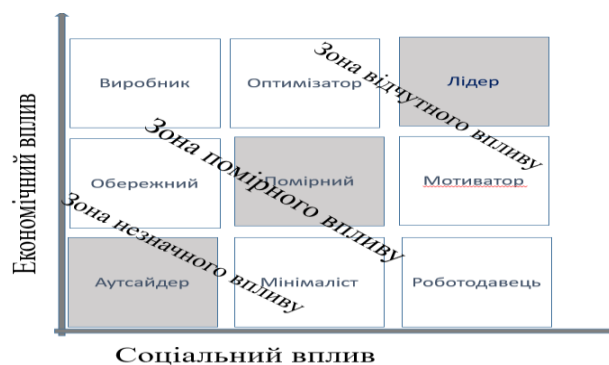 Економічний вплив
Виробник
Оптимізатор
Лідер
Зона відчутного впливу
Обережний
Помірний
Мотиватор
Зона помірного впливу
Аутсайдер
Мінімаліст
Роботодавець
Зона незначного впливу
Соціальний вплив